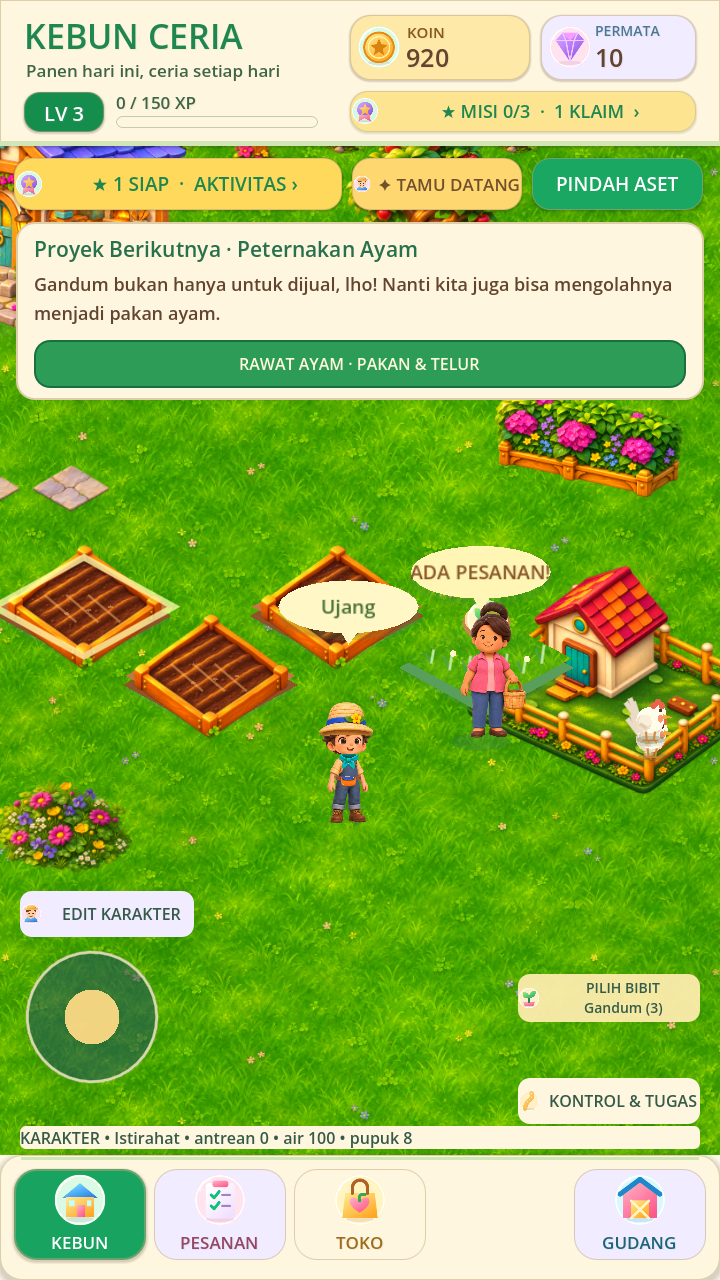 KEBUN CERIA
Panen hari ini, ceria setiap hari
LV 3
0 / 150 XP
KOIN
920
PERMATA
10
★ MISI 0/3 · 1 KLAIM ›
★ 1 SIAP · AKTIVITAS ›
✦ TAMU DATANG
PINDAH ASET
Proyek Berikutnya · Peternakan Ayam
Gandum bukan hanya untuk dijual, lho! Nanti kita juga bisa mengolahnya
menjadi pakan ayam.
RAWAT AYAM · PAKAN & TELUR
ADA PESANAN!
Ujang
EDIT KARAKTER
PILIH BIBIT
Gandum (3)
KONTROL & TUGAS
KARAKTER • Istirahat • antrean 0 • air 100 • pupuk 8
KEBUN
PESANAN
TOKO
GUDANG